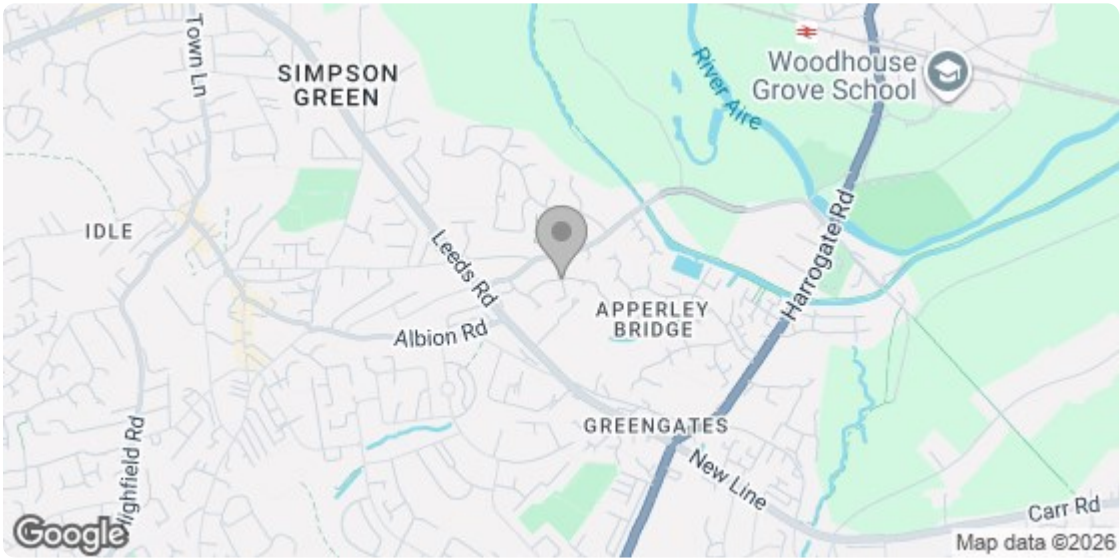 Town Ln
SIMPSON
GREEN
Woodhouse
Grove School
River Aire
IDLE
Leeds Rd
Harrogate Rd
APPERLEY
BRIDGE
Albion Rd
GREENGATES
Highfield Rd
New Line
Carr Rd
Google
Map data ©2026